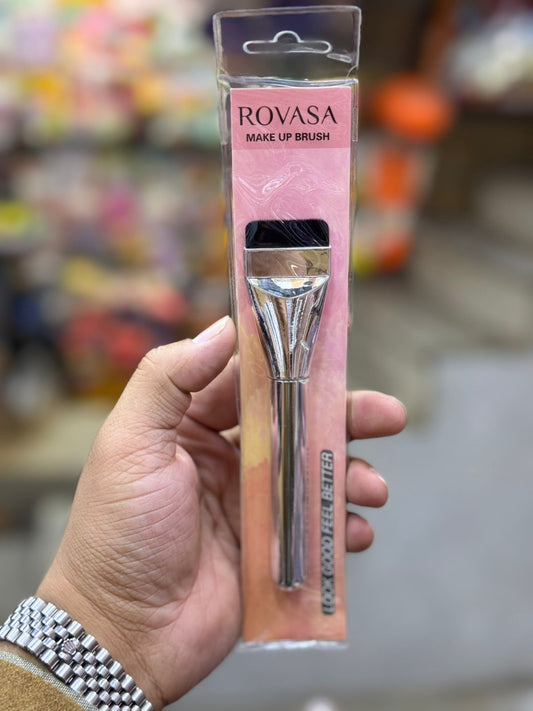 ROVASA
MAKE UP BRUSH
LOOK GOOD FEEL BETTER